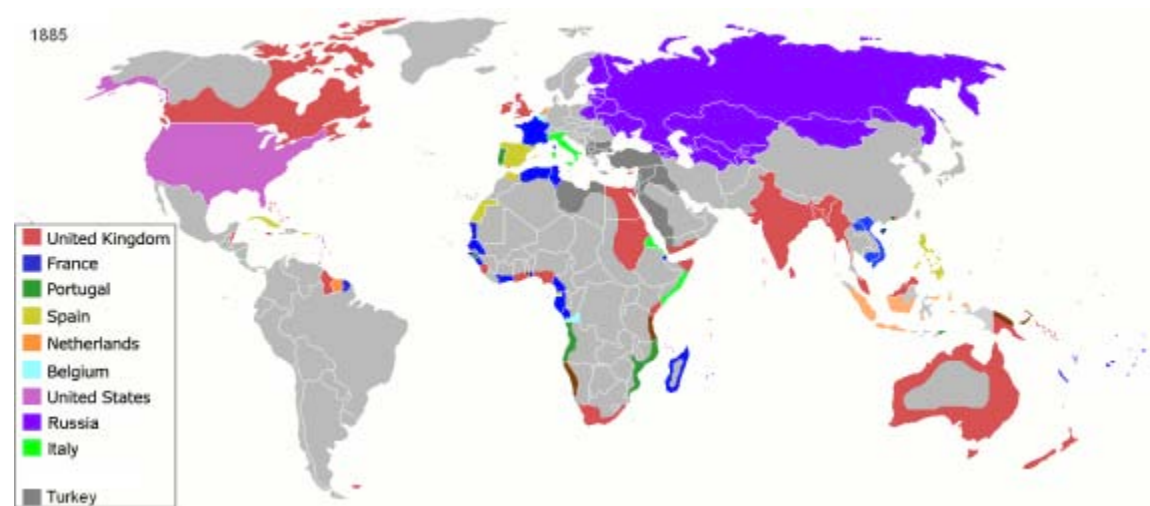 1885
United Kingdom
France
Portugal
Spain
Netherlands
Belgium
United States
Russia
Italy
Turkey